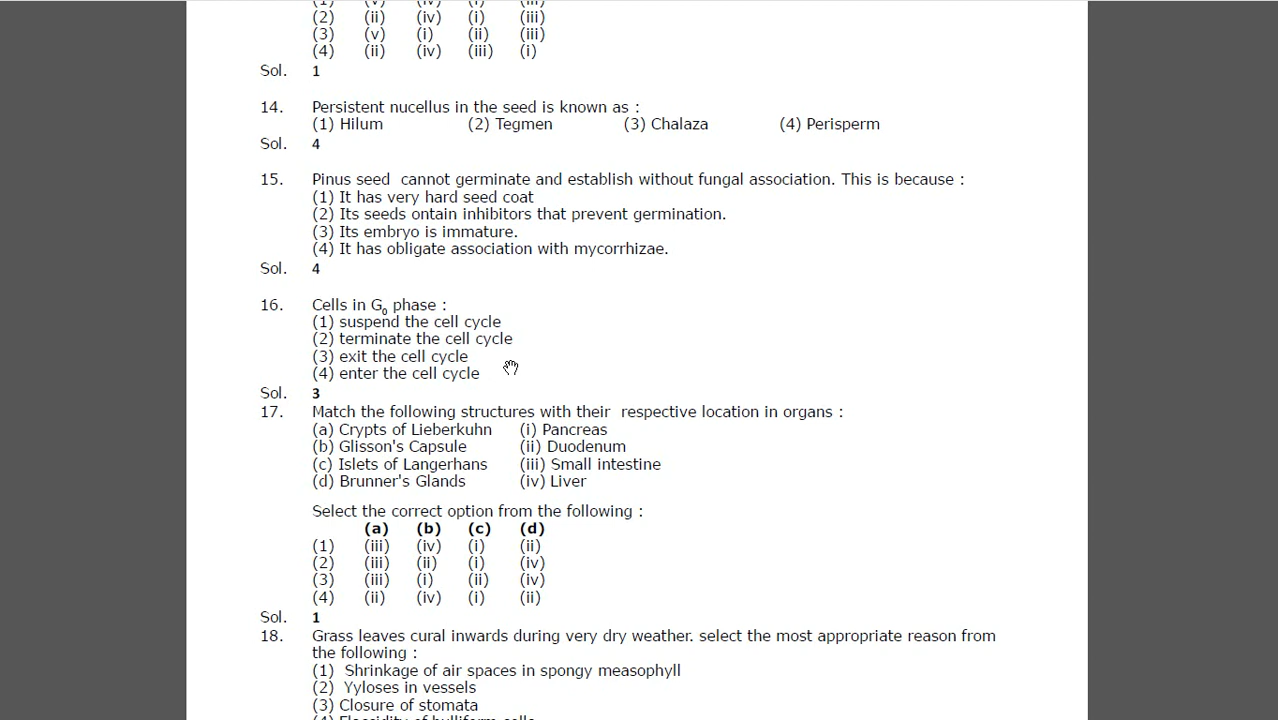 (2) (ii) (iv) (i) (iii)
(3) (v) (i) (ii) (iii)
(4) (ii) (iv) (iii) (i)
Sol. 1
14. Persistent nucellus in the seed is known as :
(1) Hilum (2) Tegmen (3) Chalaza (4) Perisperm
Sol. 4
15. Pinus seed cannot germinate and establish without fungal association. This is because :
(1) It has very hard seed coat
(2) Its seeds ontain inhibitors that prevent germination.
(3) Its embryo is immature.
(4) It has obligate association with mycorrhizae.
Sol. 4
16. Cells in G0 phase :
(1) suspend the cell cycle
(2) terminate the cell cycle
(3) exit the cell cycle
(4) enter the cell cycle
Sol. 3
17. Match the following structures with their respective location in organs :
(a) Crypts of Lieberkuhn (i) Pancreas
(b) Glisson's Capsule (ii) Duodenum
(c) Islets of Langerhans (iii) Small intestine
(d) Brunner's Glands (iv) Liver
Select the correct option from the following :
(a) (b) (c) (d)
(1) (iii) (iv) (i) (ii)
(2) (iii) (ii) (i) (iv)
(3) (iii) (i) (ii) (iv)
(4) (ii) (iv) (i) (ii)
Sol. 1
18. Grass leaves cural inwards during very dry weather. select the most appropriate reason from
the following :
(1) Shrinkage of air spaces in spongy measophyll
(2) Yyloses in vessels
(3) Closure of stomata